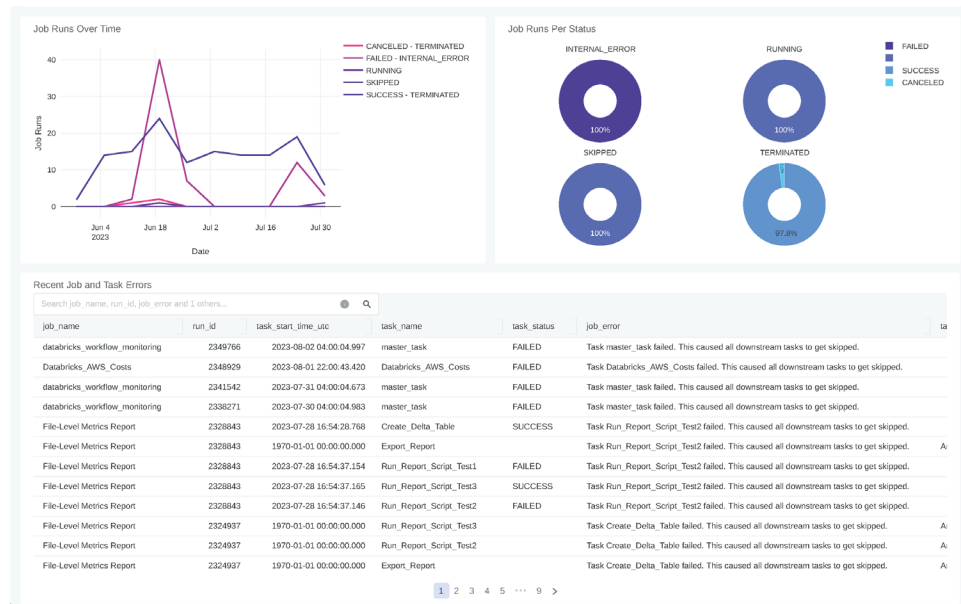 Job Runs Over Time
CANCELED - TERMINATED
FAILED - INTERNAL_ERROR
RUNNING
SKIPPED
SUCCESS - TERMINATED
40
30
20
10
0
Job Runs
Jun 4
2023
Jun 18
Jul 2
Jul 16
Jul 30
Date
Job Runs Per Status
INTERNAL_ERROR
RUNNING
FAILED
SUCCESS
CANCELED
100%
100%
SKIPPED
TERMINATED
100%
97.8%
Recent Job and Task Errors
Search job_name, run_id, job_error and 1 others...
job_name run_id task_start_time_utc task_name task_status job_error ta
databricks_workflow_monitoring 2349766 2023-08-02 04:00:04.997 master_task FAILED Task master_task failed. This caused all downstream tasks to get skipped.
Databricks_AWS_Costs 2348929 2023-08-01 22:00:43.420 Databricks_AWS_Costs FAILED Task Databricks_AWS_Costs failed. This caused all downstream tasks to get skipped.
databricks_workflow_monitoring 2341542 2023-07-31 04:00:04.673 master_task FAILED Task master_task failed. This caused all downstream tasks to get skipped.
databricks_workflow_monitoring 2338271 2023-07-30 04:00:04.983 master_task FAILED Task master_task failed. This caused all downstream tasks to get skipped.
File-Level Metrics Report 2328843 2023-07-28 16:54:28.768 Create_Delta_Table SUCCESS Task Run_Report_Script_Test2 failed. This caused all downstream tasks to get skipped.
File-Level Metrics Report 2328843 1970-01-01 00:00:00.000 Export_Report Task Run_Report_Script_Test2 failed. This caused all downstream tasks to get skipped.
File-Level Metrics Report 2328843 2023-07-28 16:54:37.154 Run_Report_Script_Test1 FAILED Task Run_Report_Script_Test2 failed. This caused all downstream tasks to get skipped.
File-Level Metrics Report 2328843 2023-07-28 16:54:37.165 Run_Report_Script_Test3 SUCCESS Task Run_Report_Script_Test2 failed. This caused all downstream tasks to get skipped.
File-Level Metrics Report 2328843 2023-07-28 16:54:37.146 Run_Report_Script_Test2 FAILED Task Run_Report_Script_Test2 failed. This caused all downstream tasks to get skipped.
File-Level Metrics Report 2324937 1970-01-01 00:00:00.000 Run_Report_Script_Test3 Task Create_Delta_Table failed. This caused all downstream tasks to get skipped.
File-Level Metrics Report 2324937 1970-01-01 00:00:00.000 Run_Report_Script_Test2 Task Create_Delta_Table failed. This caused all downstream tasks to get skipped.
File-Level Metrics Report 2324937 1970-01-01 00:00:00.000 Export_Report Task Create_Delta_Table failed. This caused all downstream tasks to get skipped.
1 2 3 4 5 ••• 9